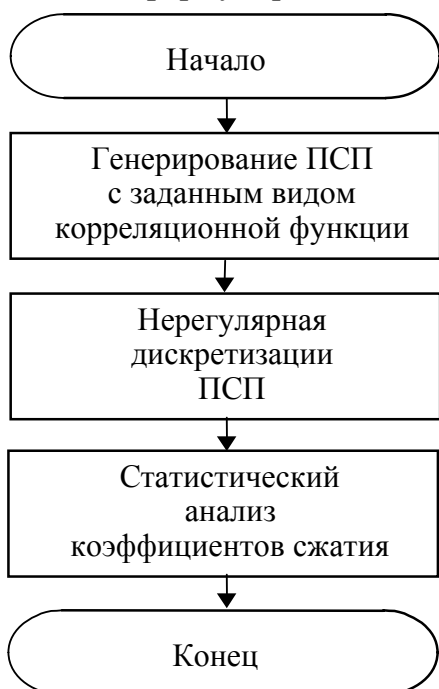 Начало
Генерирование ПСП
с заданным видом
корреляционной функции
Нерегулярная
дискретизации
ПСП
Статистический
анализ
коэффициентов сжатия
Конец